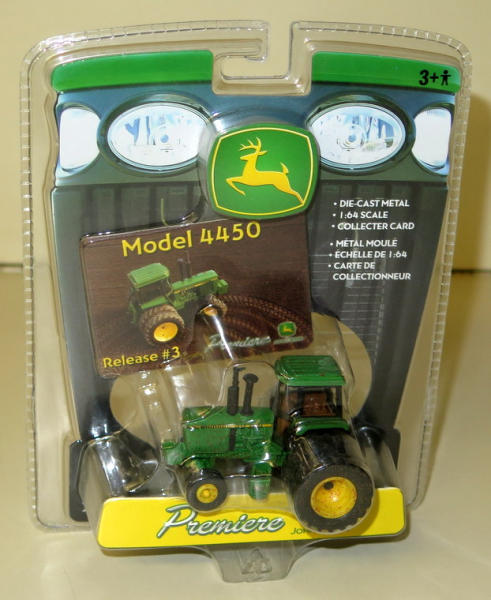 3+
• DIE-CAST METAL
• 1:64 SCALE
• COLLECTER CARD
• MÉTAL MOULÉ
• ÉCHELLE DE 1:64
• CARTE DE
COLLECTIONNEUR
Model 4450
Premiere
Release #3
Premiere